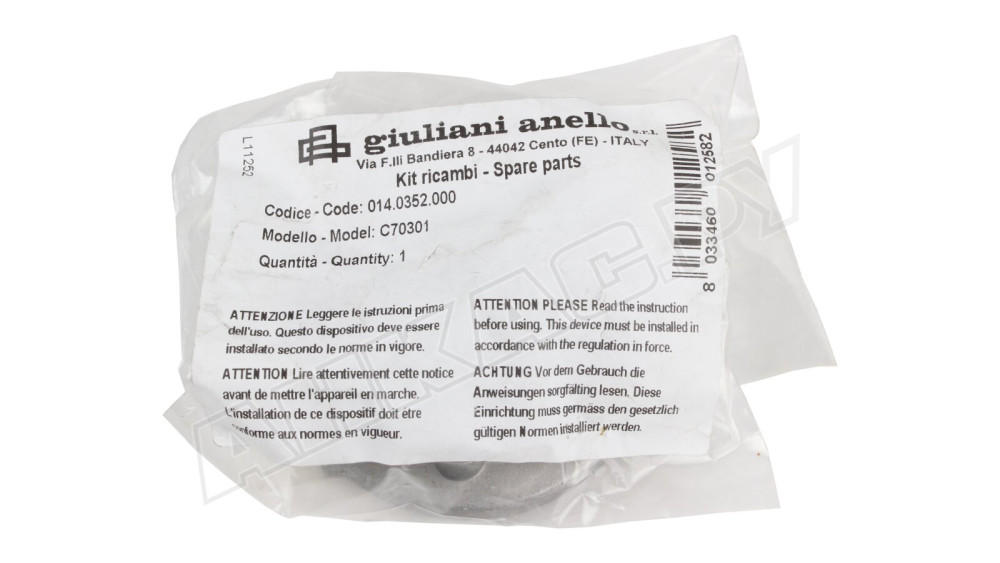 giuliani anello s.r.l.
Via F.lli Bandiera 8 - 44042 Cento (FE) - ITALY
Kit ricambi - Spare parts
L11252
Codice - Code: 014.0352.000
Modello - Model: C70301
Quantità - Quantity: 1
8 033460 012582
ATTENZIONE Leggere le istruzioni prima
dell'uso. Questo dispositivo deve essere
installato secondo le norme in vigore.
ATTENTION PLEASE Read the instruction
before using. This device must be installed in
accordance with the regulation in force.
ATTENTION Lire attentivement cette notice
avant de mettre l'appareil en marche.
L'installation de ce dispositif doit etre
conforme aux normes en vigueur.
ACHTUNG Vor dem Gebrauch die
Anweisungen sorgfälting lesen. Diese
Einrichtung muss germäss den gesetzlich
gültigen Normen installiert werden.
ALIKAGC.BY